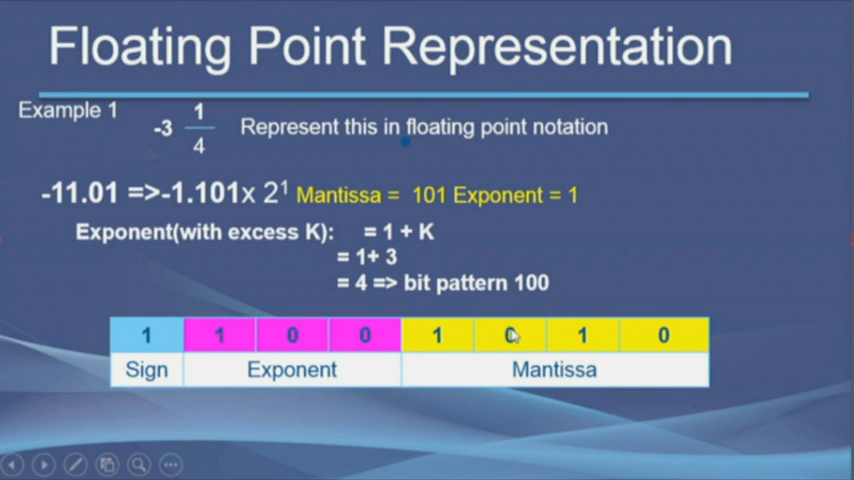 Floating Point Representation
Example 1
-3 1/4 Represent this in floating point notation
-11.01 =>-1.101x 2¹ Mantissa = 101 Exponent = 1
Exponent(with excess K): = 1 + K
= 1+ 3
= 4 => bit pattern 100
1 1 0 0 1 0 1 0
Sign Exponent Mantissa